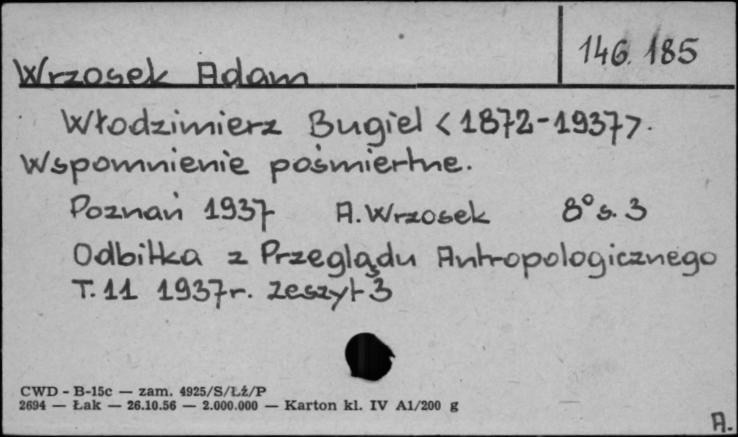 146.185
Wrzosek Adam
Włodzimierz Bugiel <1872-1937>.
Wspomnienie pośmiertne.
Poznań 1937 A. Wrzosek 8° s. 3
Odbitka z Przeglądu Antropologicznego
T. 11 1937r. zeszyt 3
CWD - B-15c — zam. 4925/S/Łż/P
2694 — Łak — 26.10.56 — 2.000.000 — Karton kl. IV A1/200 g
A.